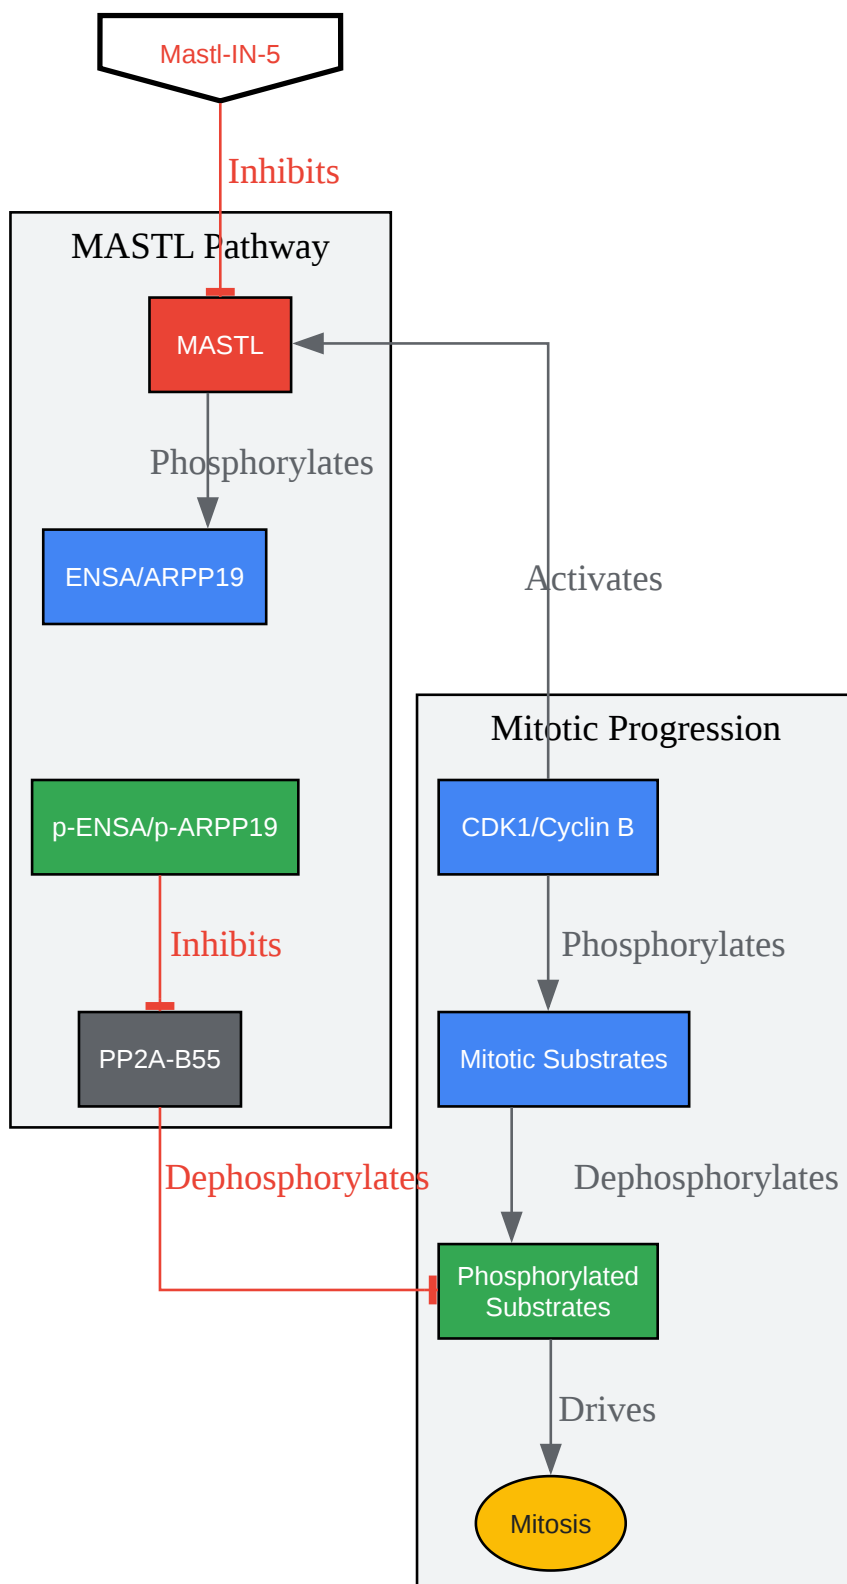 Mastl-IN-5
Inhibits
MASTL Pathway
MASTL
Phosphorylates
ENSA/ARPP19
Activates
Mitotic Progression
p-ENSA/p-ARPP19
CDK1/Cyclin B
Inhibits
Phosphorylates
PP2A-B55
Mitotic Substrates
Dephosphorylates
Dephosphorylates
Phosphorylated
Substrates
Drives
Mitosis